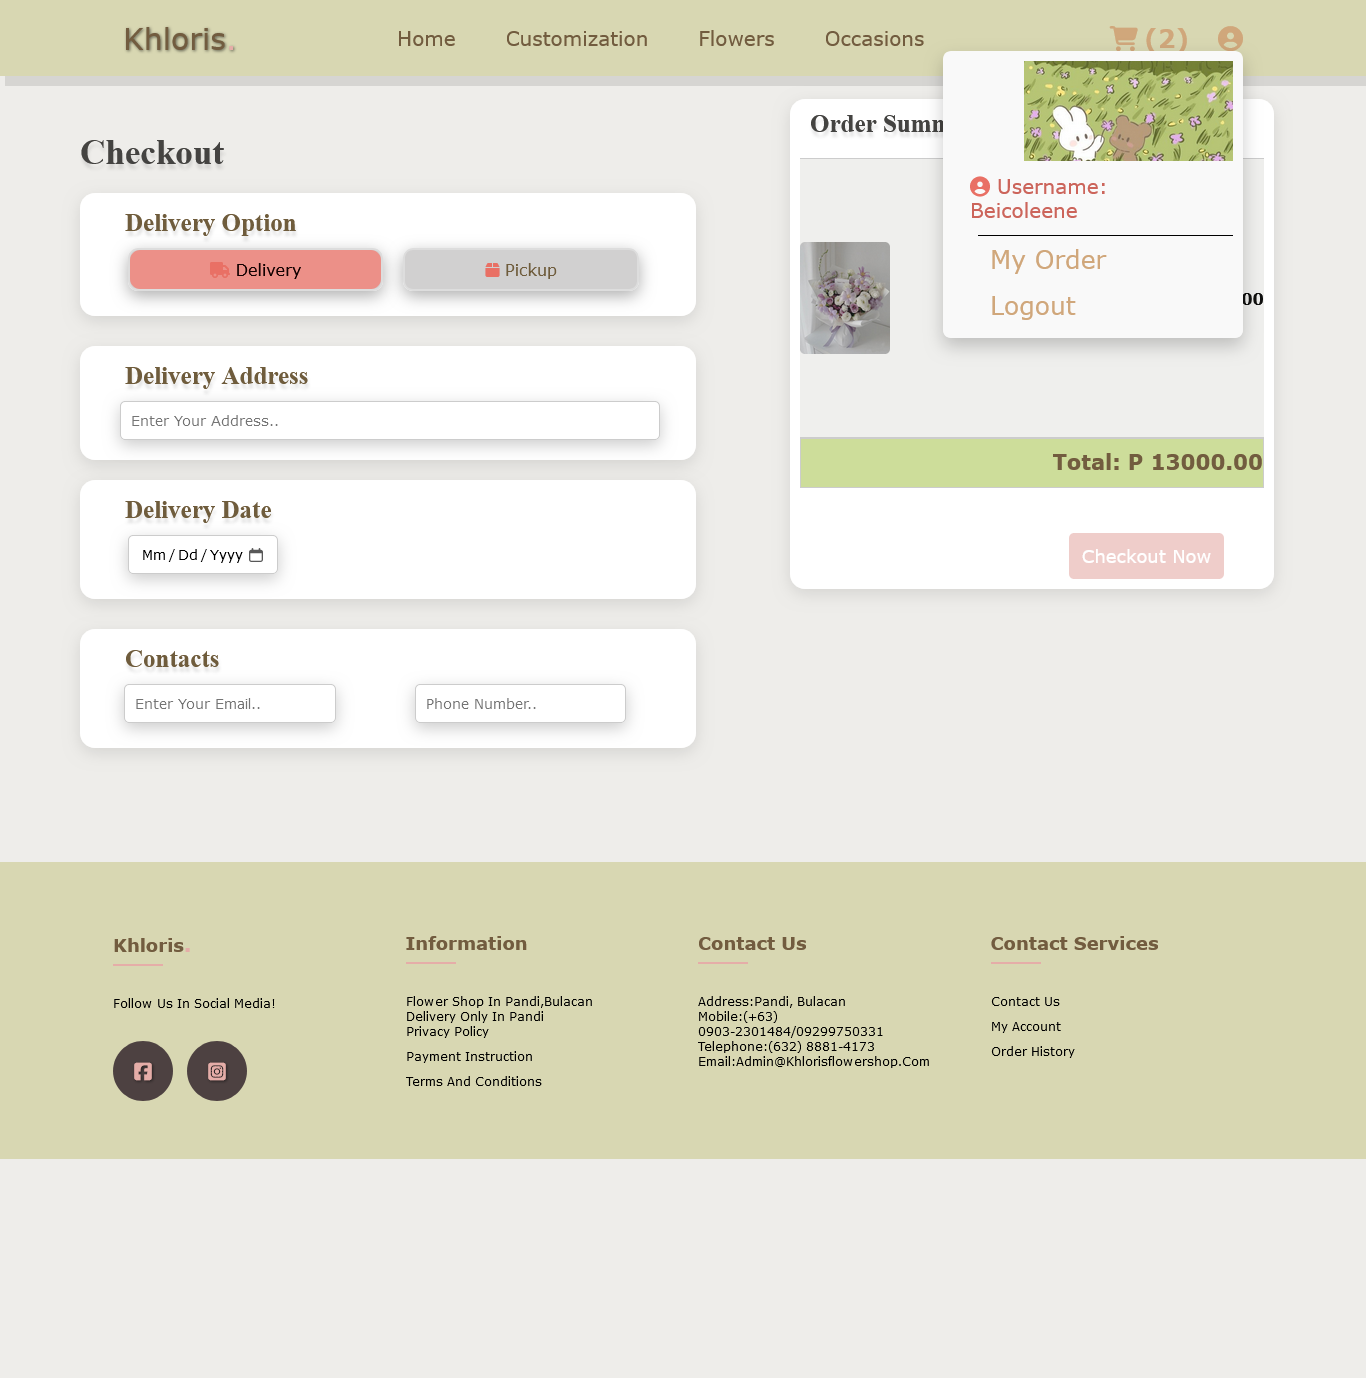 Khloris.
Home
Customization
Flowers
Occasions
(2)
Username:
Beicoleene
My Order
Logout
Checkout
Delivery Option
Delivery
Pickup
Delivery Address
Enter Your Address..
Delivery Date
Mm / Dd / Yyyy
Contacts
Enter Your Email..
Phone Number..
Order Summ
00
Total: P 13000.00
Checkout Now
Khloris.
Follow Us In Social Media!
Information
Flower Shop In Pandi,Bulacan
Delivery Only In Pandi
Privacy Policy
Payment Instruction
Terms And Conditions
Contact Us
Address:Pandi, Bulacan
Mobile:(+63)
0903-2301484/09299750331
Telephone:(632) 8881-4173
Email:Admin@Khlorisflowershop.Com
Contact Services
Contact Us
My Account
Order History